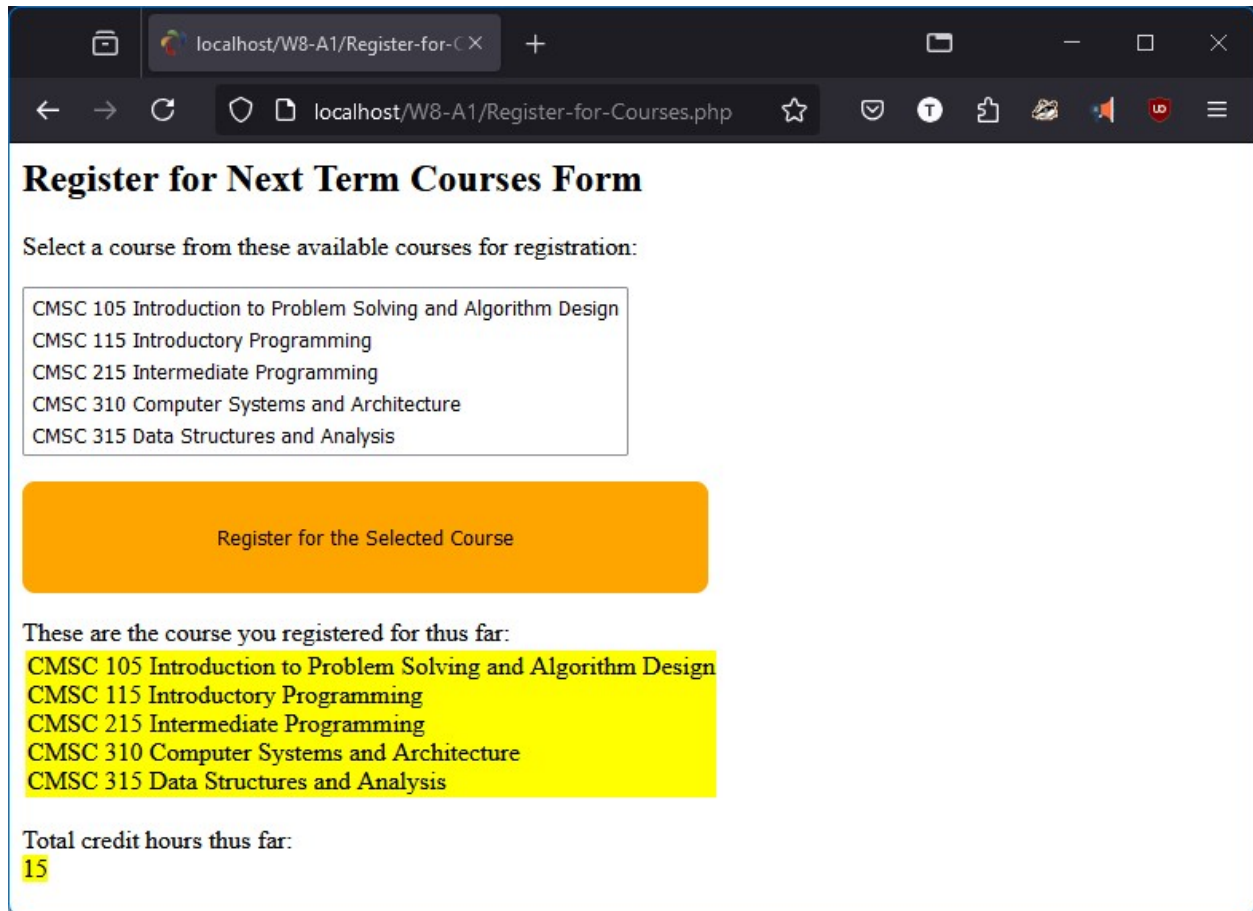 localhost/W8-A1/Register-for-C
localhost/W8-A1/Register-for-Courses.php
T
UD
Register for Next Term Courses Form
Select a course from these available courses for registration:
CMSC 105 Introduction to Problem Solving and Algorithm Design
CMSC 115 Introductory Programming
CMSC 215 Intermediate Programming
CMSC 310 Computer Systems and Architecture
CMSC 315 Data Structures and Analysis
Register for the Selected Course
These are the course you registered for thus far:
CMSC 105 Introduction to Problem Solving and Algorithm Design
CMSC 115 Introductory Programming
CMSC 215 Intermediate Programming
CMSC 310 Computer Systems and Architecture
CMSC 315 Data Structures and Analysis
Total credit hours thus far:
15